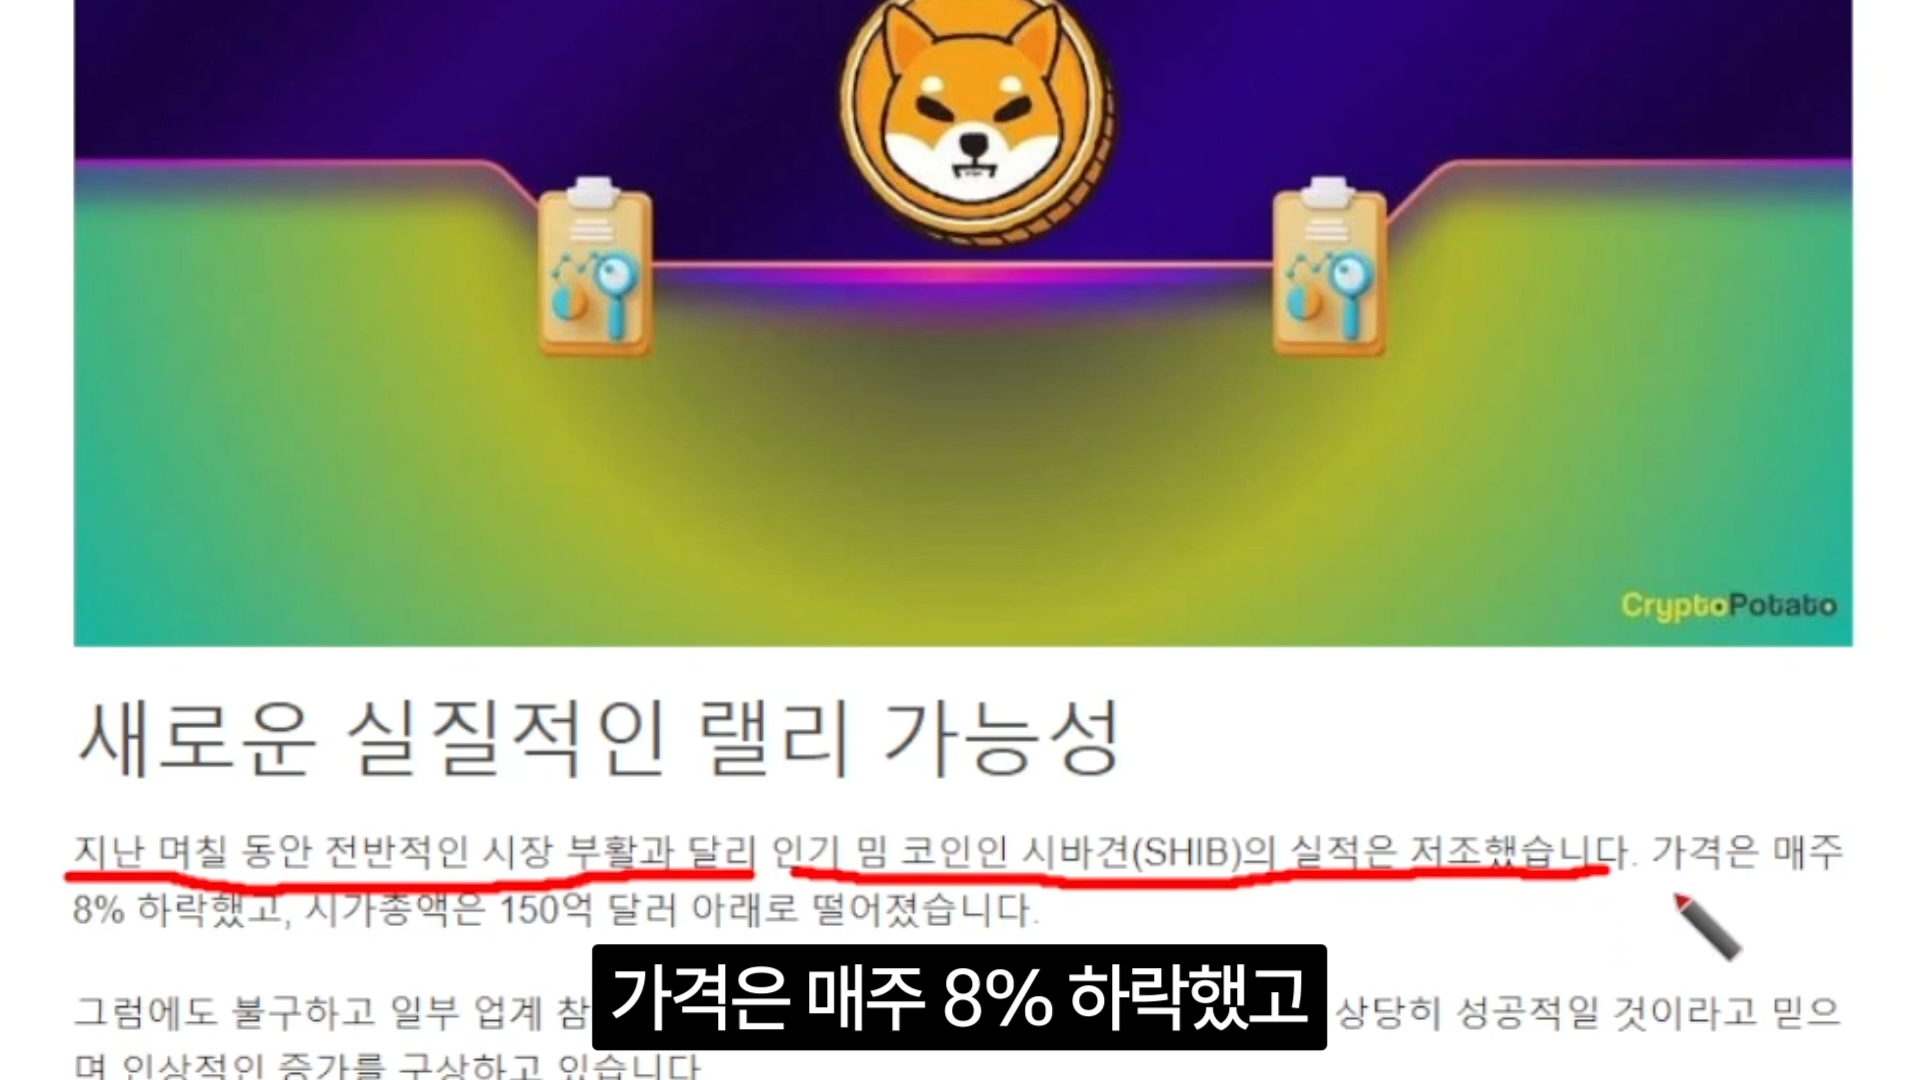 CryptoPotato
새로운 실질적인 랠리 가능성
지난 며칠 동안 전반적인 시장 부활과 달리 인기 밈 코인인 시바견(SHIB)의 실적은 저조했습니다. 가격은 매주
8% 하락했고, 시가총액은 150억 달러 아래로 떨어졌습니다.
그럼에도 불구하고 일부 업계 참 상당히 성공적일 것이라고 믿으
며 인상적인 증가를 구상하고 있습니다
가격은 매주 8% 하락했고